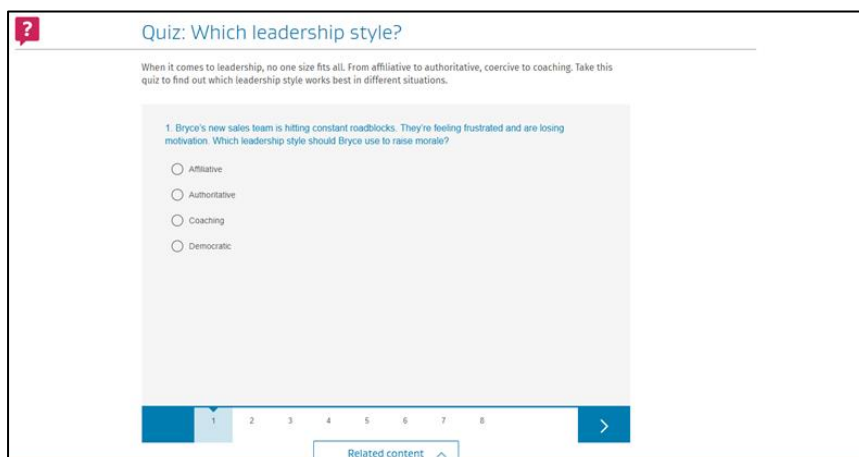 ?
Quiz: Which leadership style?
When it comes to leadership, no one size fits all. From affiliative to authoritative, coercive to coaching. Take this
quiz to find out which leadership style works best in different situations.
1. Bryce's new sales team is hitting constant roadblocks. They're feeling frustrated and are losing
motivation. Which leadership style should Bryce use to raise morale?
Affiliative
Authoritative
Coaching
Democratic
1 2 3 4 5 6 7 8
Related content